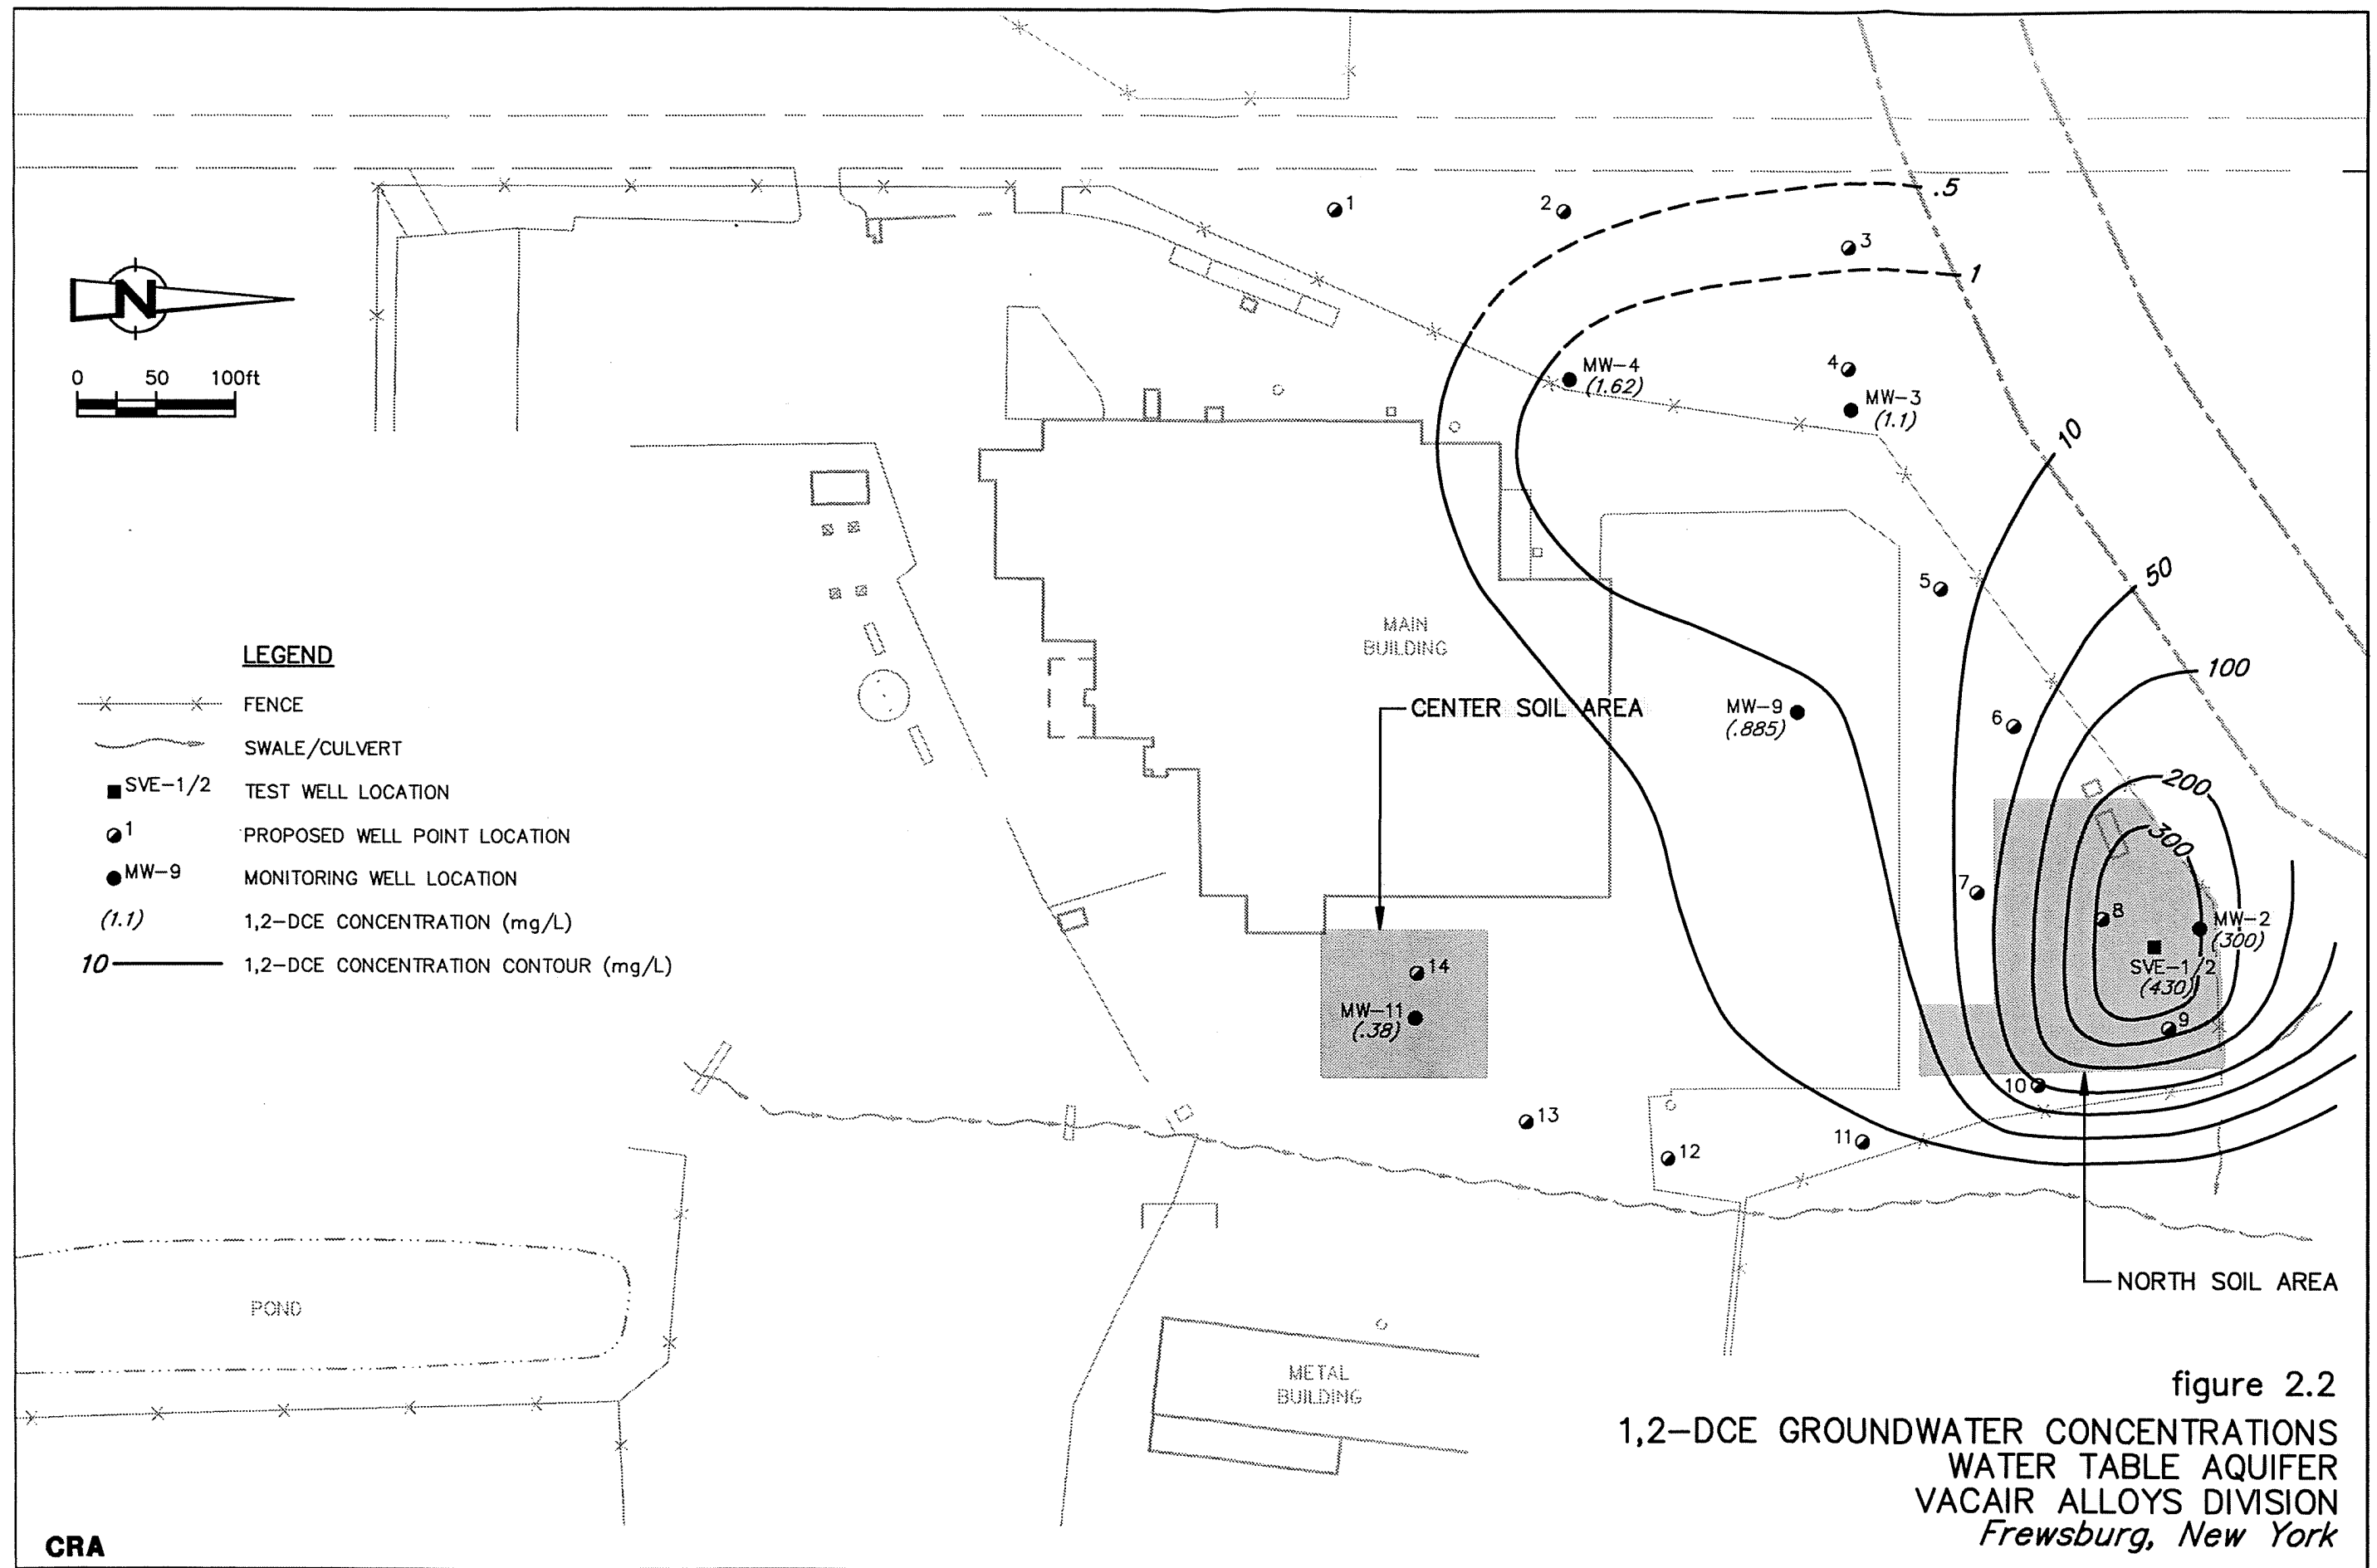 .5
1
2
3
1
N
0 50 100ft
4
MW-4
(1.62)
MW-3
(1.1)
10
50
5
MAIN
BUILDING
LEGEND
FENCE
SWALE/CULVERT
SVE-1/2 TEST WELL LOCATION
1 PROPOSED WELL POINT LOCATION
MW-9 MONITORING WELL LOCATION
(1.1) 1,2-DCE CONCENTRATION (mg/L)
10 1,2-DCE CONCENTRATION CONTOUR (mg/L)
100
CENTER SOIL AREA
MW-9
(.885)
6
200
300
7
8
MW-2
(300)
SVE-1/2
(430)
14
MW-11
(.38)
9
10
13
12
11
NORTH SOIL AREA
POND
METAL
BUILDING
figure 2.2
1,2-DCE GROUNDWATER CONCENTRATIONS
WATER TABLE AQUIFER
VACAIR ALLOYS DIVISION
Frewsburg, New York
CRA